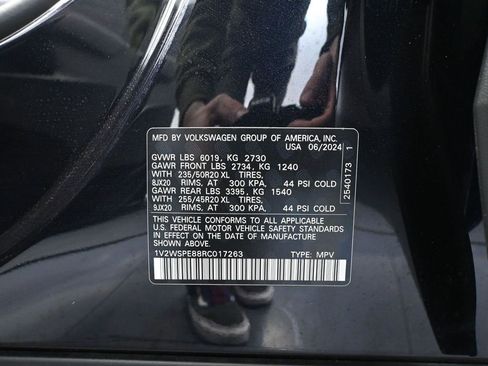 MFD BY VOLKSWAGEN GROUP OF AMERICA, INC.
USA 06/2024
GVWR LBS 6019, KG 2730
GAWR FRONT LBS 2734, KG 1240
WITH 235/50R20 XL TIRES,
8JX20 RIMS, AT 300 KPA, 44 PSI COLD
GAWR REAR LBS 3395, KG 1540
WITH 255/45R20 XL TIRES,
9JX20 RIMS, AT 300 KPA, 44 PSI COLD
THIS VEHICLE CONFORMS TO ALL APPLICABLE
U.S. FEDERAL MOTOR VEHICLE SAFETY STANDARDS
IN EFFECT ON THE DATE OF MANUFACTURE
SHOWN ABOVE.
1V2WSPE88RC017263 TYPE: MPV
2540173 1